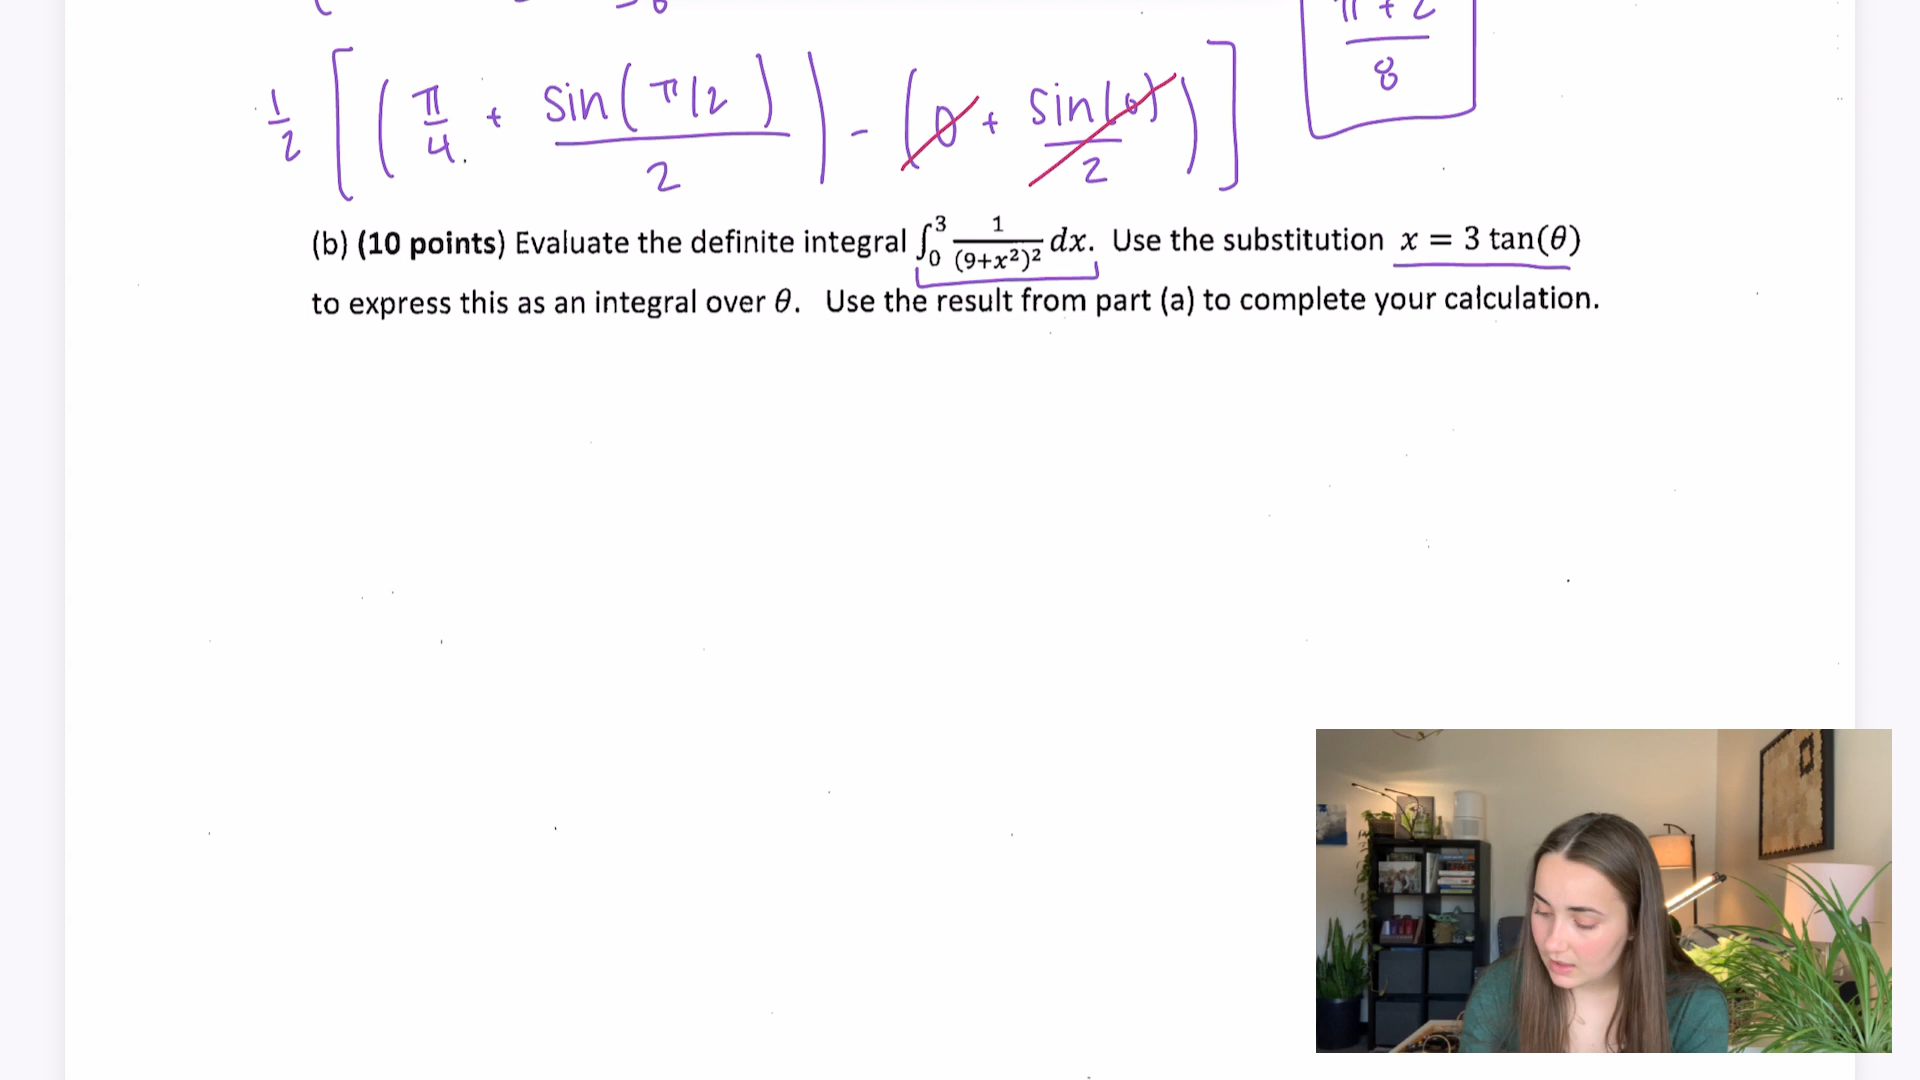 π + 2
8
1/2 [(π/4 + sin(π/2)/2) - (0 + sin(0)/2)]
(b) (10 points) Evaluate the definite integral ∫₀³ 1/(9+x²)² dx. Use the substitution x = 3 tan(θ)
to express this as an integral over θ. Use the result from part (a) to complete your calculation.